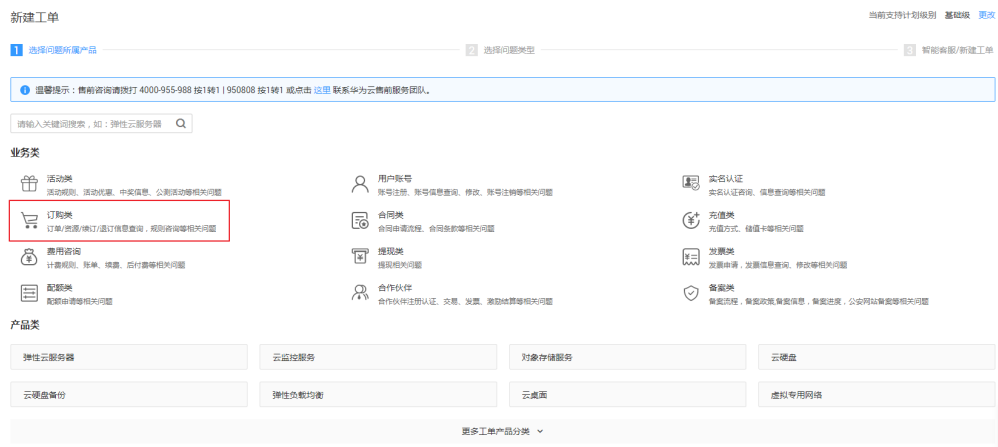 新建工单
当前支持计划级别 基础级 更改
1 选择问题所属产品
2 选择问题类型
3 智能客服/新建工单
温馨提示：售前咨询请拨打 4000-955-988 按1转1 | 950808 按1转1 或点击 这里 联系华为云售前服务团队。
请输入关键词搜索，如：弹性云服务器
业务类
活动类
活动规则、活动优惠、中奖信息、公测活动等相关问题
用户账号
账号注册、账号信息查询、修改、账号注销等相关问题
实名认证
实名认证咨询、信息查询等相关问题
订购类
订单/资源/续订/退订信息查询，规则咨询等相关问题
合同类
合同申请流程、合同条款等相关问题
充值类
充值方式、储值卡等相关问题
费用咨询
计费规则、账单、续费、后付费等相关问题
提现类
提现相关问题
发票类
发票申请，发票信息查询、修改等相关问题
配额类
配额申请等相关问题
合作伙伴
合作伙伴注册认证、交易、发票、激励结算等相关问题
备案类
备案流程，备案政策,备案信息，备案进度，公安网站备案等相关问题
产品类
弹性云服务器
云监控服务
对象存储服务
云硬盘
云硬盘备份
弹性负载均衡
云桌面
虚拟专用网络
更多工单产品分类